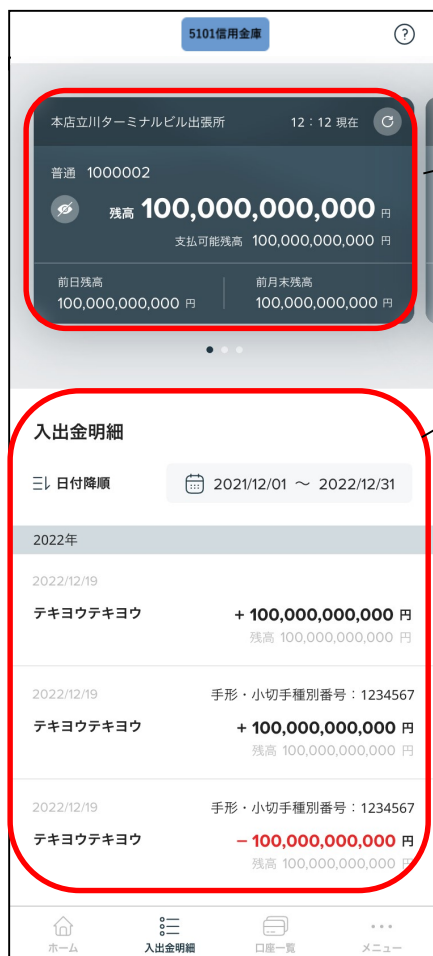 5101信用金庫
?
本店立川ターミナルビル出張所 12：12 現在
普通 1000002
残高 100,000,000,000 円
支払可能残高 100,000,000,000 円
前日残高 前月末残高
100,000,000,000 円 100,000,000,000 円
入出金明細
日付降順 2021/12/01 ～ 2022/12/31
2022年
2022/12/19
テキヨウテキヨウ + 100,000,000,000 円
残高 100,000,000,000 円
2022/12/19 手形・小切手種別番号：1234567
テキヨウテキヨウ + 100,000,000,000 円
残高 100,000,000,000 円
2022/12/19 手形・小切手種別番号：1234567
テキヨウテキヨウ − 100,000,000,000 円
残高 100,000,000,000 円
ホーム 入出金明細 口座一覧 メニュー